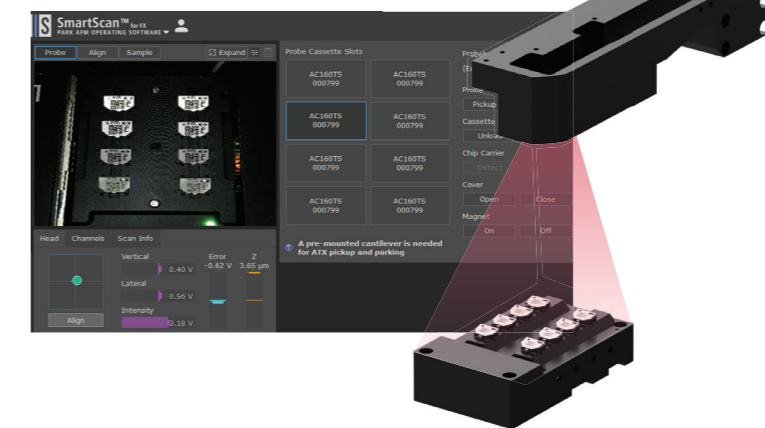 SmartScan™ for FX
PARK AFM OPERATING SOFTWARE
Probe Align Sample Expand
Probe Cassette Slots
AC160TS
000799
AC160TS
000799
AC160TS
000799
AC160TS
000799
AC160TS
000799
AC160TS
000799
AC160TS
000799
AC160TS
000799
A pre-mounted cantilever is needed
for ATX pickup and parking
Probe
Pickup
Cassette
Unload
Chip Carrier
Detect
Cover
Open Close
Magnet
On Off
Head Channels Scan Info
Vertical
0.40 V
Lateral
0.56 V
Intensity
3.18 V
Error
-0.62 V
Z
3.65 µm
Align